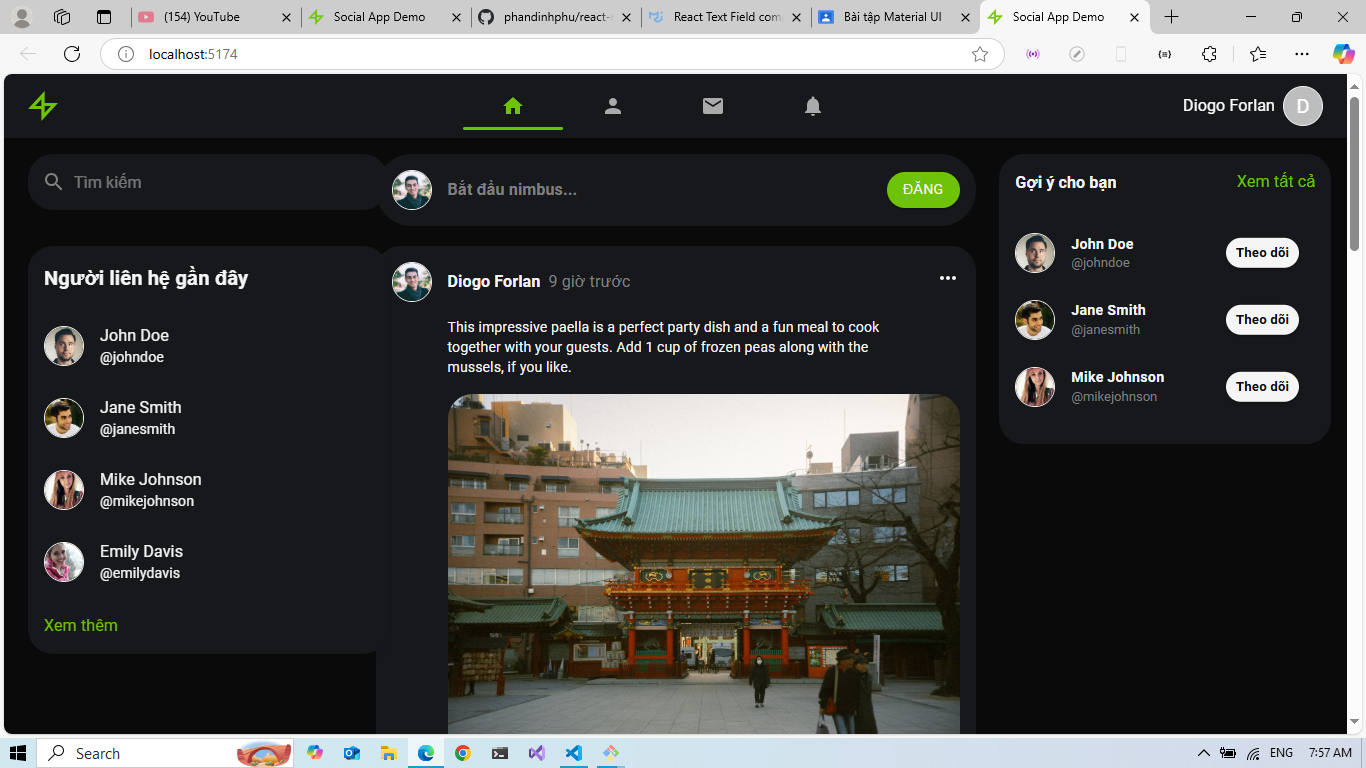 (154) YouTube
Social App Demo
phandinhphu/react-
React Text Field com
Bài tập Material UI
Social App Demo
localhost:5174
Diogo Forlan
D
Tìm kiếm
Bắt đầu nimbus...
ĐĂNG
Gợi ý cho bạn
Xem tất cả
John Doe
@johndoe
Theo dõi
Jane Smith
@janesmith
Theo dõi
Mike Johnson
@mikejohnson
Theo dõi
Người liên hệ gần đây
John Doe
@johndoe
Jane Smith
@janesmith
Mike Johnson
@mikejohnson
Emily Davis
@emilydavis
Xem thêm
Diogo Forlan 9 giờ trước
This impressive paella is a perfect party dish and a fun meal to cook
together with your guests. Add 1 cup of frozen peas along with the
mussels, if you like.
Search
ENG
7:57 AM